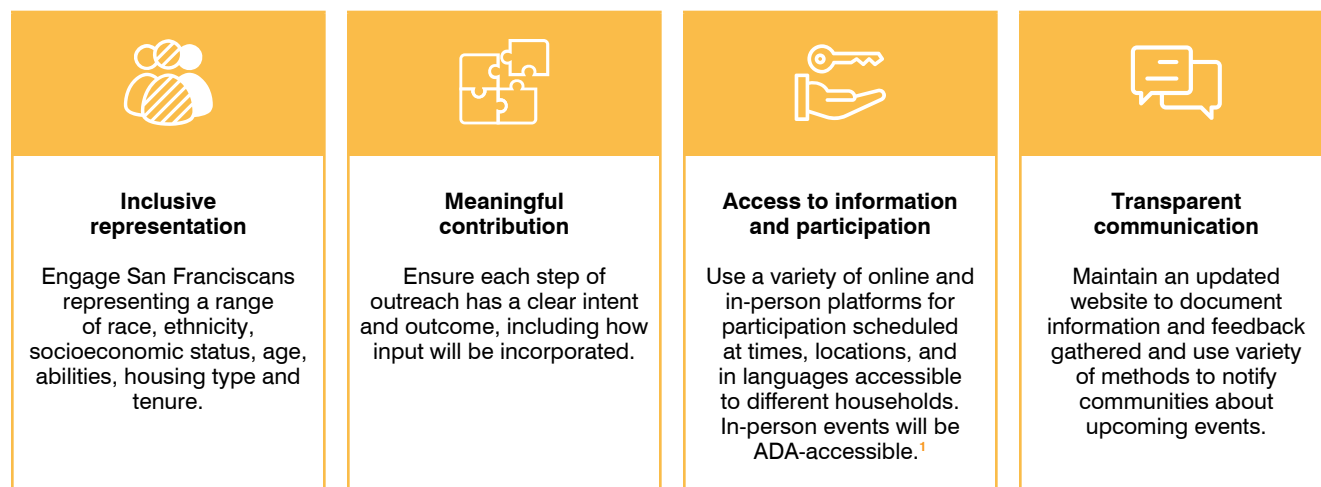 Inclusive
representation
Engage San Franciscans
representing a range
of race, ethnicity,
socioeconomic status, age,
abilities, housing type and
tenure.
Meaningful
contribution
Ensure each step of
outreach has a clear intent
and outcome, including how
input will be incorporated.
Access to information
and participation
Use a variety of online and
in-person platforms for
participation scheduled
at times, locations, and
in languages accessible
to different households.
In-person events will be
ADA-accessible.¹
Transparent
communication
Maintain an updated
website to document
information and feedback
gathered and use variety
of methods to notify
communities about
upcoming events.